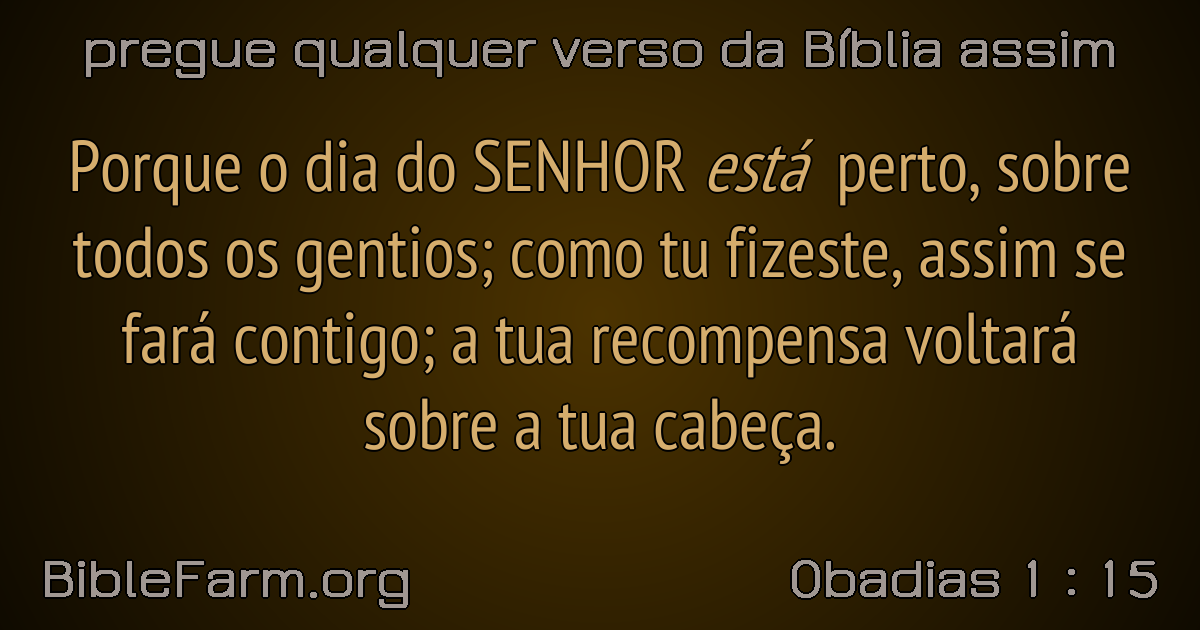 pregue qualquer verso da Bíblia assim
Porque o dia do SENHOR está perto, sobre
todos os gentios; como tu fizeste, assim se
fará contigo; a tua recompensa voltará
sobre a tua cabeça.
BibleFarm.org
Obadias 1 : 15